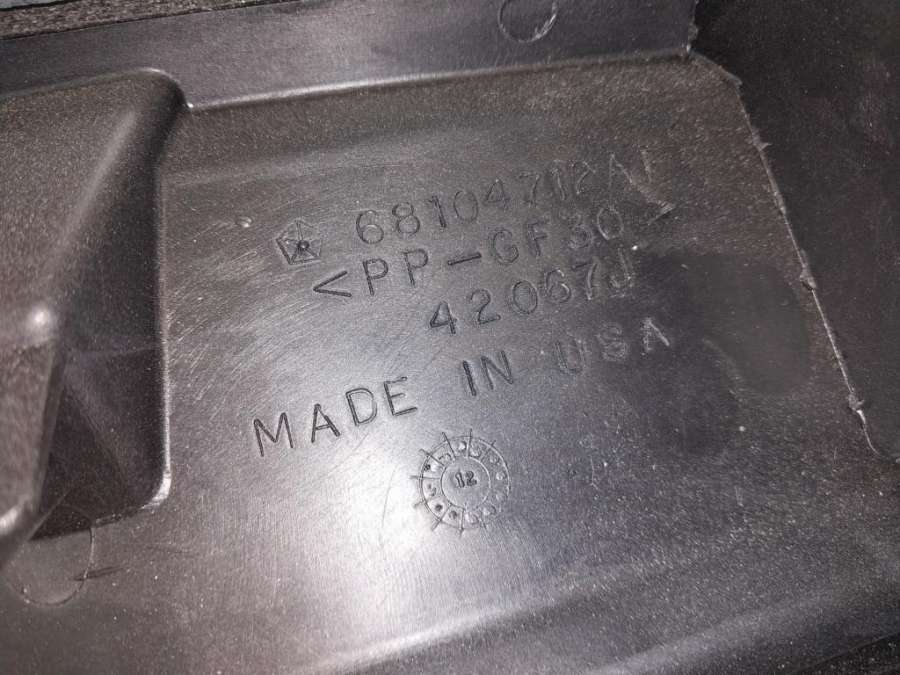 68104712AI
<PP-GF30>
42067J
MADE IN USA
12